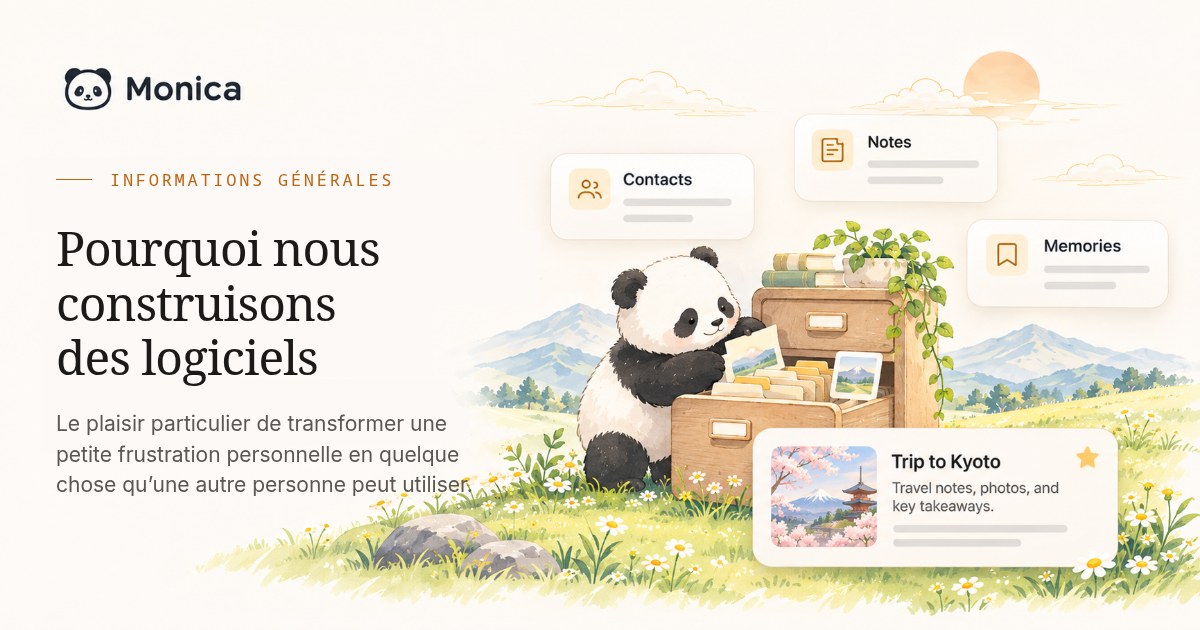 Monica
INFORMATIONS GÉNÉRALES
Pourquoi nous
construisons
des logiciels
Le plaisir particulier de transformer une
petite frustration personnelle en quelque
chose qu’une autre personne peut utiliser.
Contacts
Notes
Memories
Trip to Kyoto
Travel notes, photos, and
key takeaways.